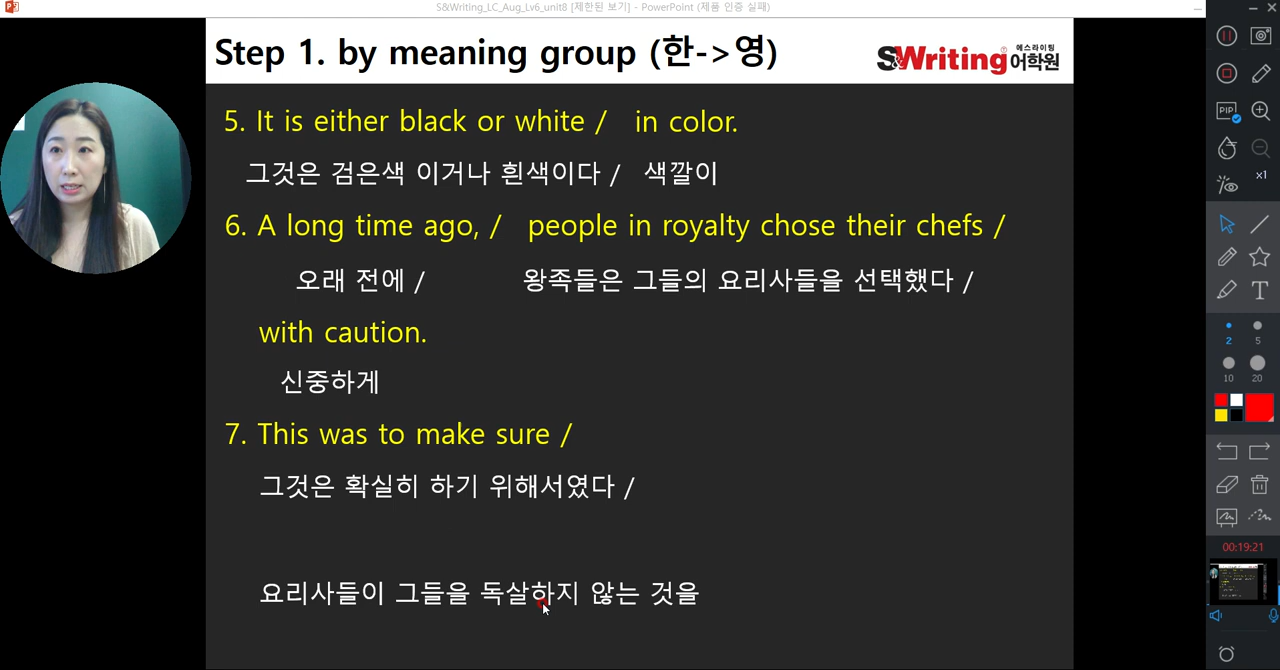 S&Writing_LC_Aug_Lv6_unit8 [제한된 보기] - PowerPoint (제품 인증 실패)
Step 1. by meaning group (한->영)
S&Writing 에스라이팅 어학원
5. It is either black or white / in color.
그것은 검은색 이거나 흰색이다 / 색깔이
6. A long time ago, / people in royalty chose their chefs /
오래 전에 / 왕족들은 그들의 요리사들을 선택했다 /
with caution.
신중하게
7. This was to make sure /
그것은 확실히 하기 위해서였다 /
요리사들이 그들을 독살하지 않는 것을
PIP
x1
T
2 5
10 20
00:19:21